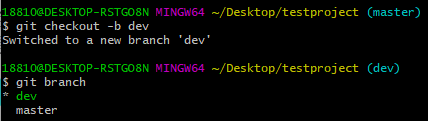 18810@DESKTOP-RSTGO8N MINGW64 ~/Desktop/testproject (master)
$ git checkout -b dev
Switched to a new branch 'dev'
18810@DESKTOP-RSTGO8N MINGW64 ~/Desktop/testproject (dev)
$ git branch
* dev
  master